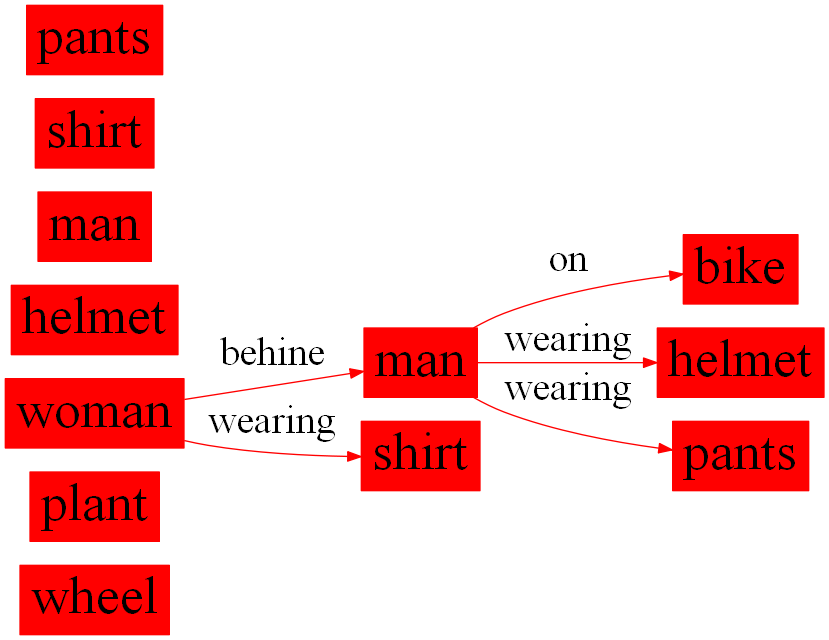 pants
shirt
man
helmet
woman
plant
wheel
behine
wearing
man
shirt
on
wearing
wearing
bike
helmet
pants